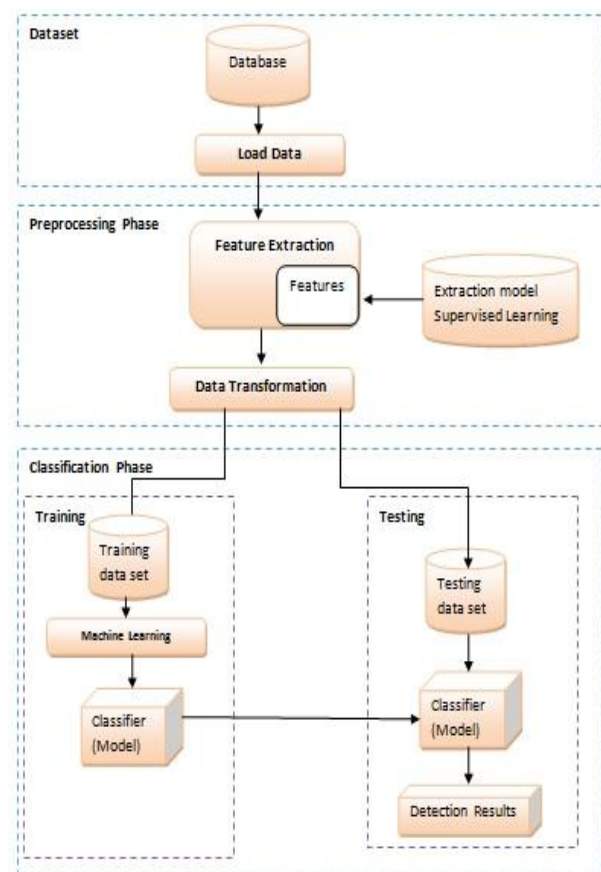 Dataset
Database
Load Data
Preprocessing Phase
Feature Extraction
Features
Extraction model
Supervised Learning
Data Transformation
Classification Phase
Training
Training
data set
Machine Learning
Classifier
(Model)
Testing
Testing
data set
Classifier
(Model)
Detection Results